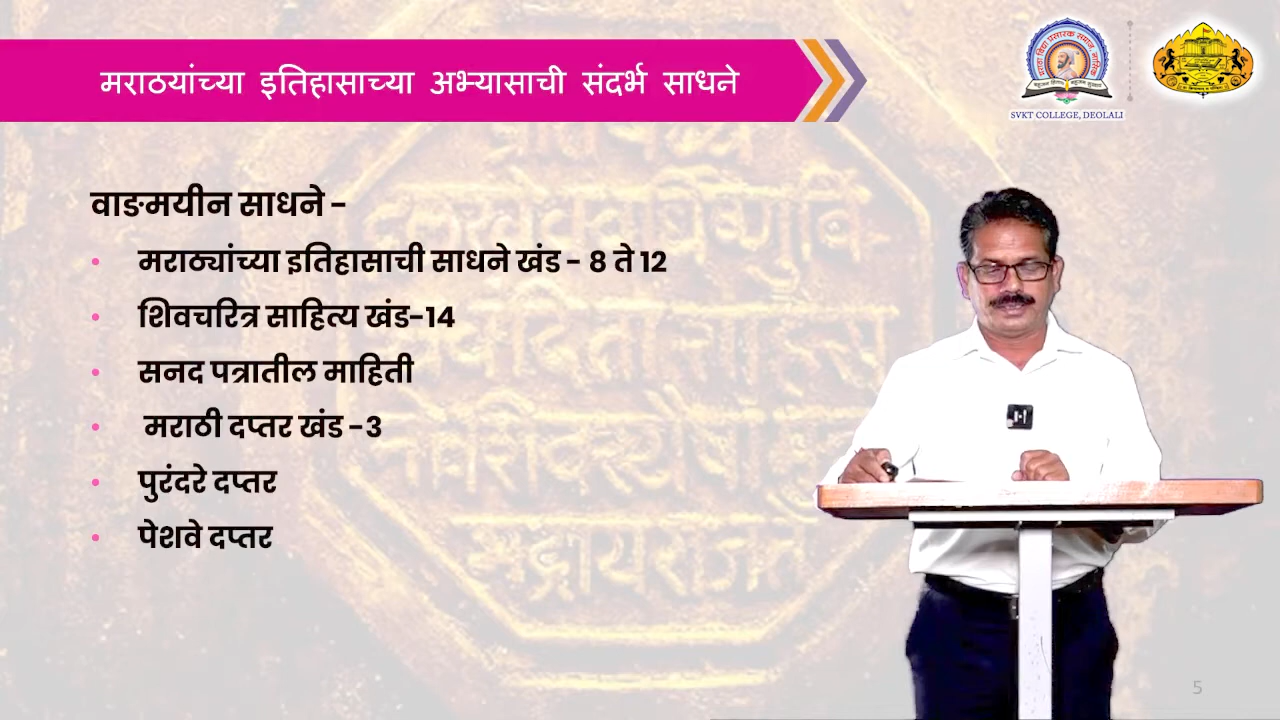 मराठयांच्या इतिहासाच्या अभ्यासाची संदर्भ साधने
SVKT COLLEGE, DEOLALI
वाङमयीन साधने -
मराठ्यांच्या इतिहासाची साधने खंड - 8 ते 12
शिवचरित्र साहित्य खंड-14
सनद पत्रातील माहिती
मराठी दप्तर खंड -3
पुरंदरे दप्तर
पेशवे दप्तर
5